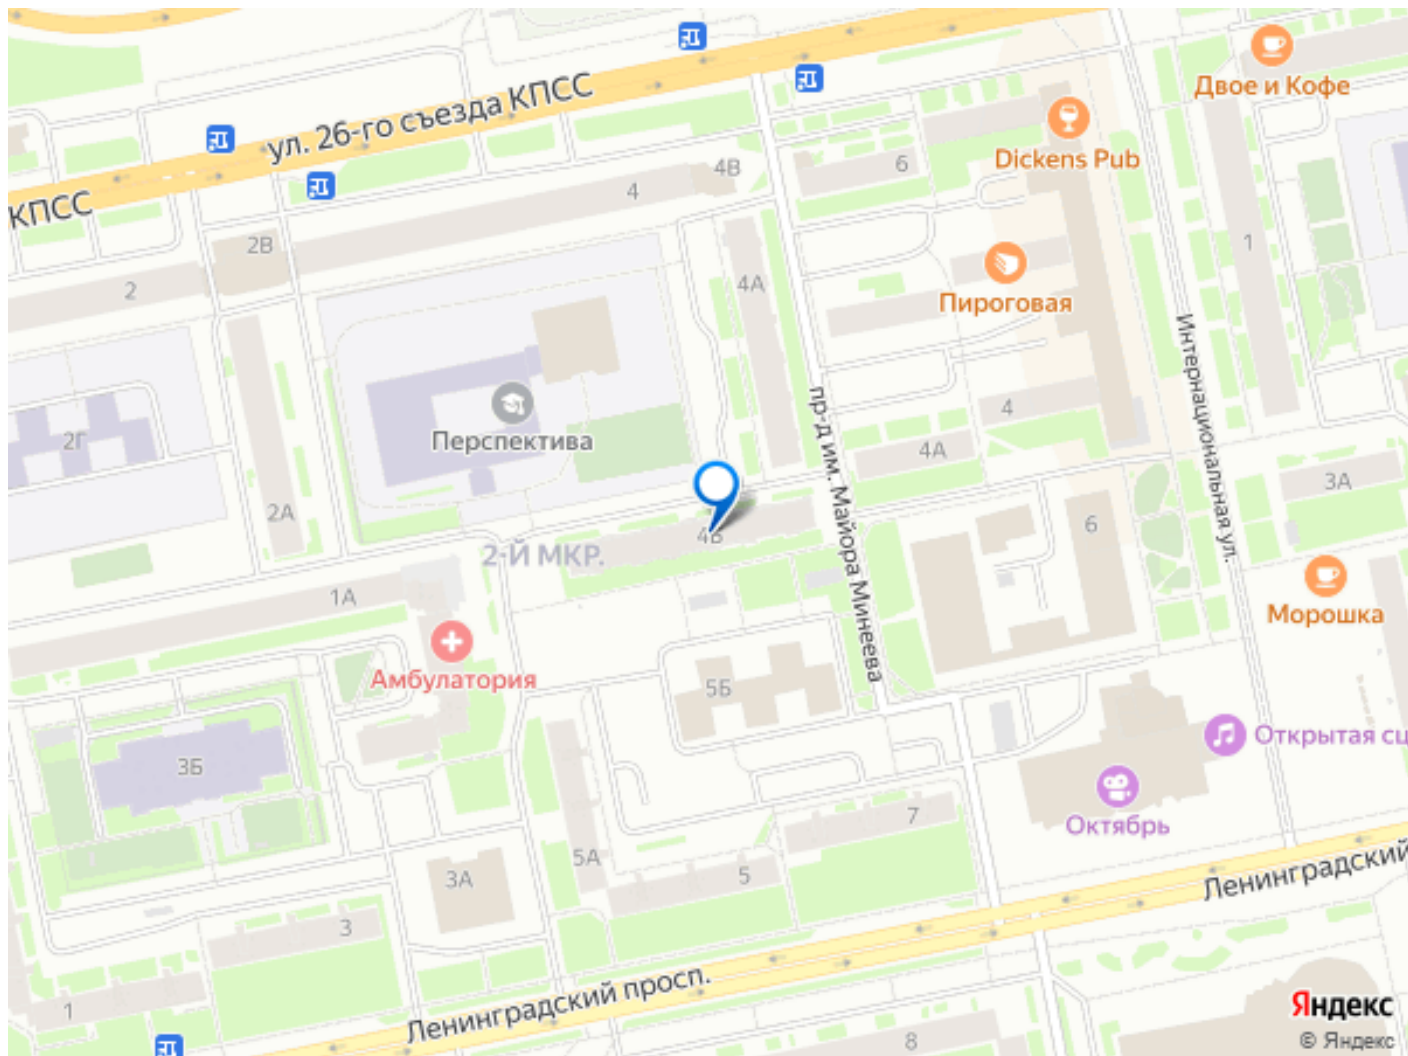 Двое и Кофе
ул. 26-го съезда КПСС
Dickens Pub
6
4В
4
КПСС
2В
1
4А
2
Пироговая
Интернациональная ул.
4
пр-д им. Майора Минеева
Перспектива
2Г
4А
3А
2А
6
4Б
2-Й МКР.
1А
Морошка
Амбулатория
5Б
Открытая сц
3Б
Октябрь
7
5А
5
3А
Ленинградский
3
Ленинградский просп.
1
Яндекс
8
© Яндекс